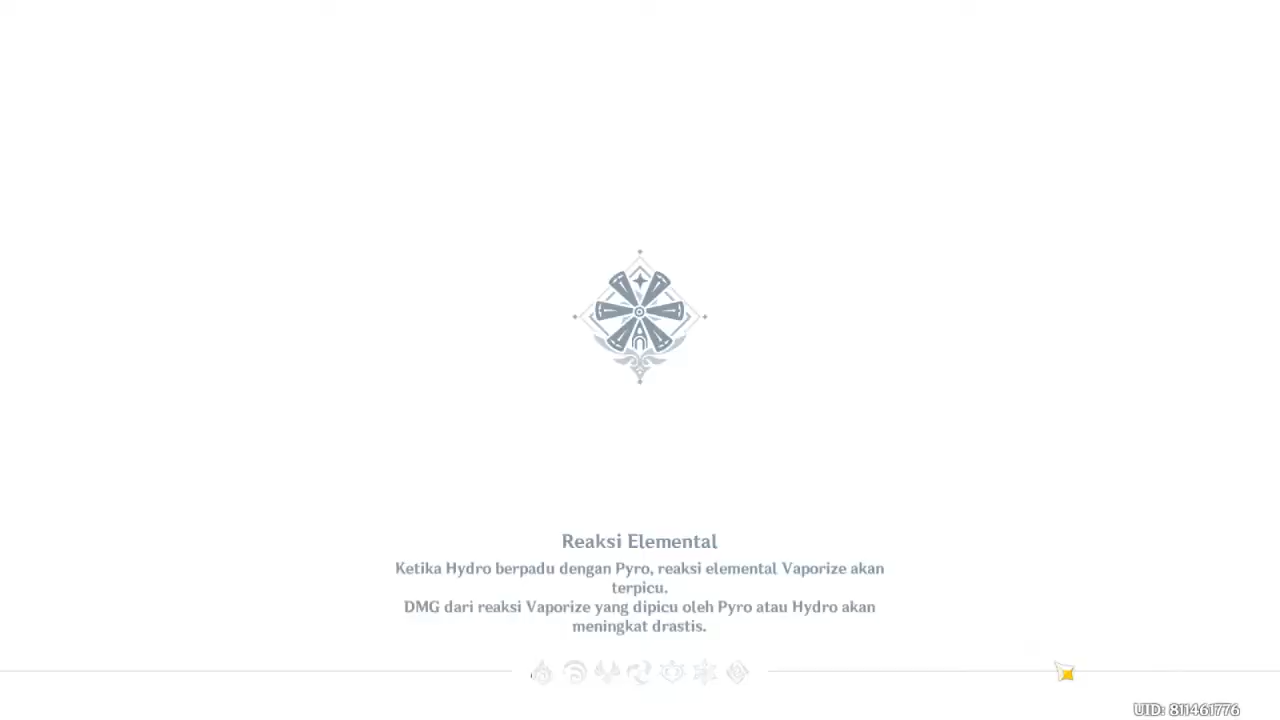 Reaksi Elemental
Ketika Hydro berpadu dengan Pyro, reaksi elemental Vaporize akan
terpicu.
DMG dari reaksi Vaporize yang dipicu oleh Pyro atau Hydro akan
meningkat drastis.
UID: 811461776